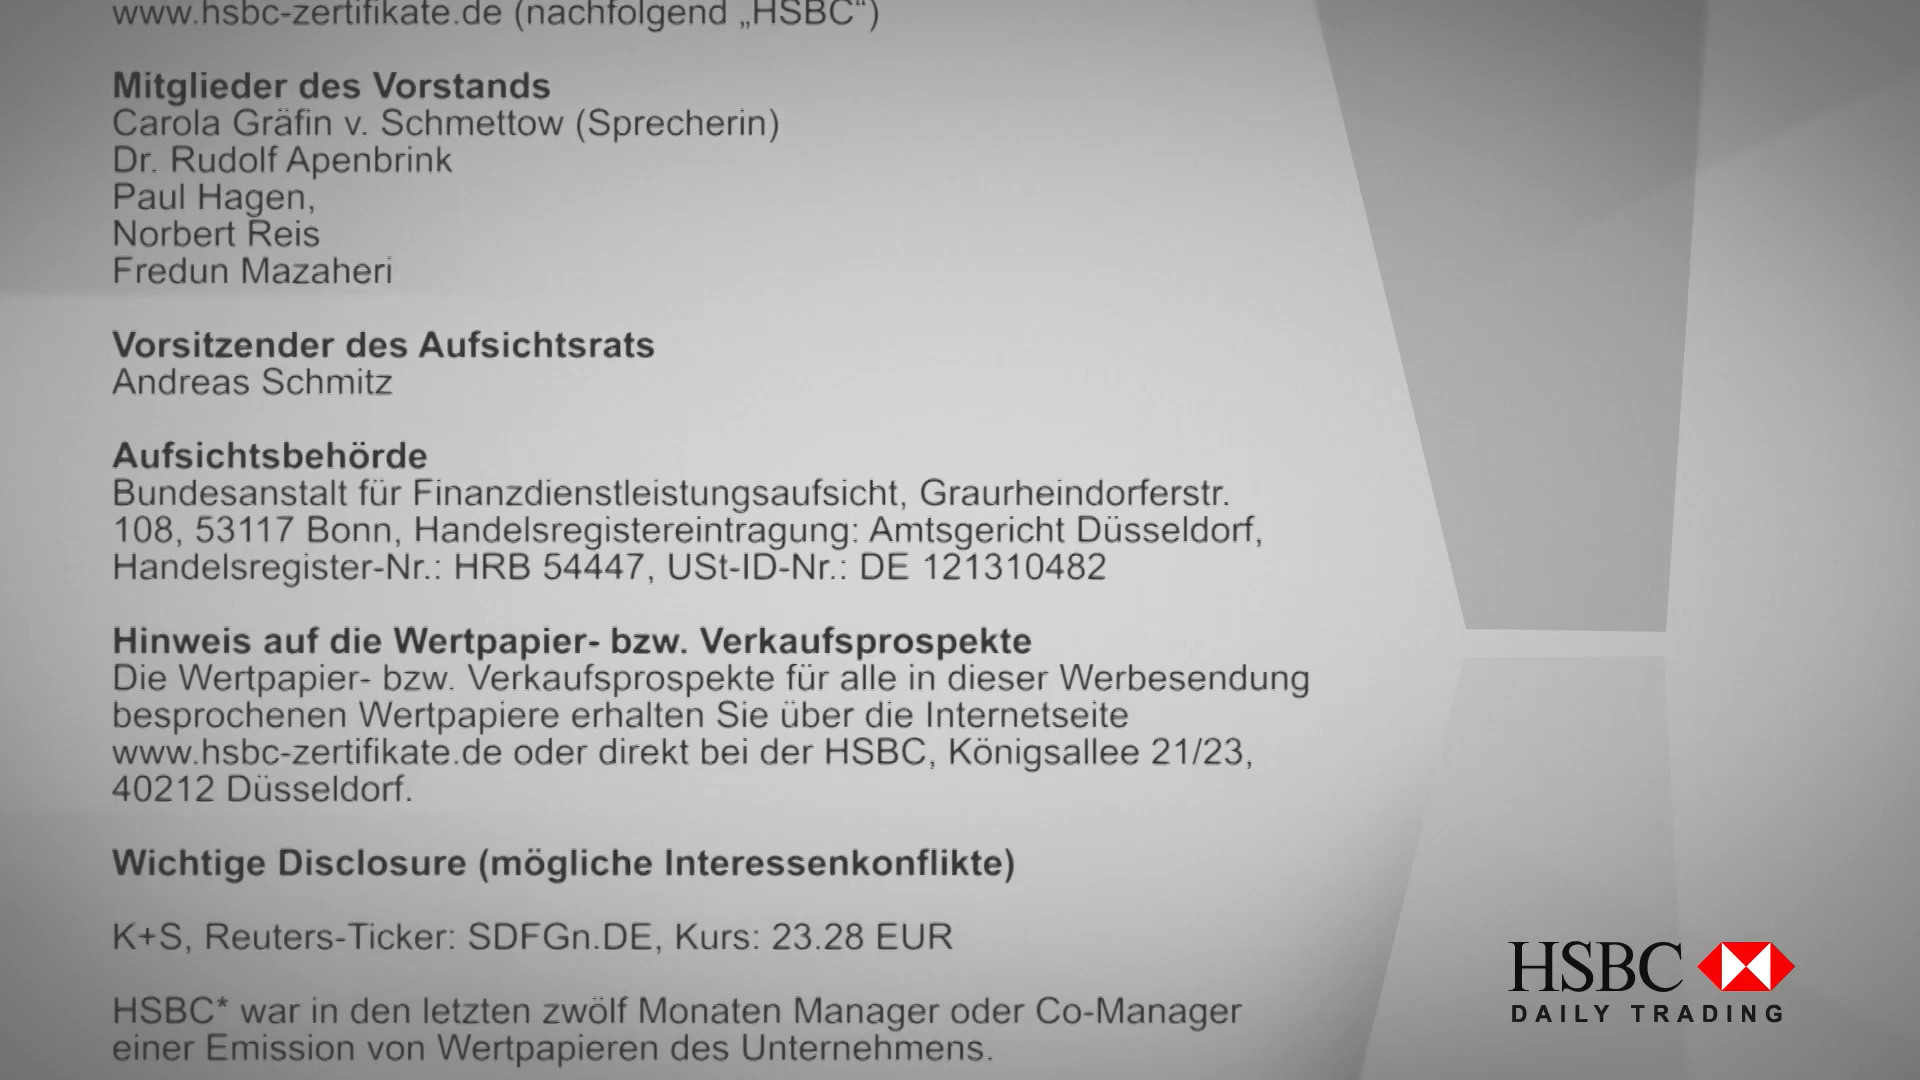 www.hsbc-zertifikate.de (nachfolgend „HSBC“)
Mitglieder des Vorstands
Carola Gräfin v. Schmettow (Sprecherin)
Dr. Rudolf Apenbrink
Paul Hagen,
Norbert Reis
Fredun Mazaheri
Vorsitzender des Aufsichtsrats
Andreas Schmitz
Aufsichtsbehörde
Bundesanstalt für Finanzdienstleistungsaufsicht, Graurheindorferstr.
108, 53117 Bonn, Handelsregistereintragung: Amtsgericht Düsseldorf,
Handelsregister-Nr.: HRB 54447, USt-ID-Nr.: DE 121310482
Hinweis auf die Wertpapier- bzw. Verkaufsprospekte
Die Wertpapier- bzw. Verkaufsprospekte für alle in dieser Werbesendung
besprochenen Wertpapiere erhalten Sie über die Internetseite
www.hsbc-zertifikate.de oder direkt bei der HSBC, Königsallee 21/23,
40212 Düsseldorf.
Wichtige Disclosure (mögliche Interessenkonflikte)
K+S, Reuters-Ticker: SDFGn.DE, Kurs: 23.28 EUR
HSBC* war in den letzten zwölf Monaten Manager oder Co-Manager
einer Emission von Wertpapieren des Unternehmens.
HSBC
DAILY TRADING